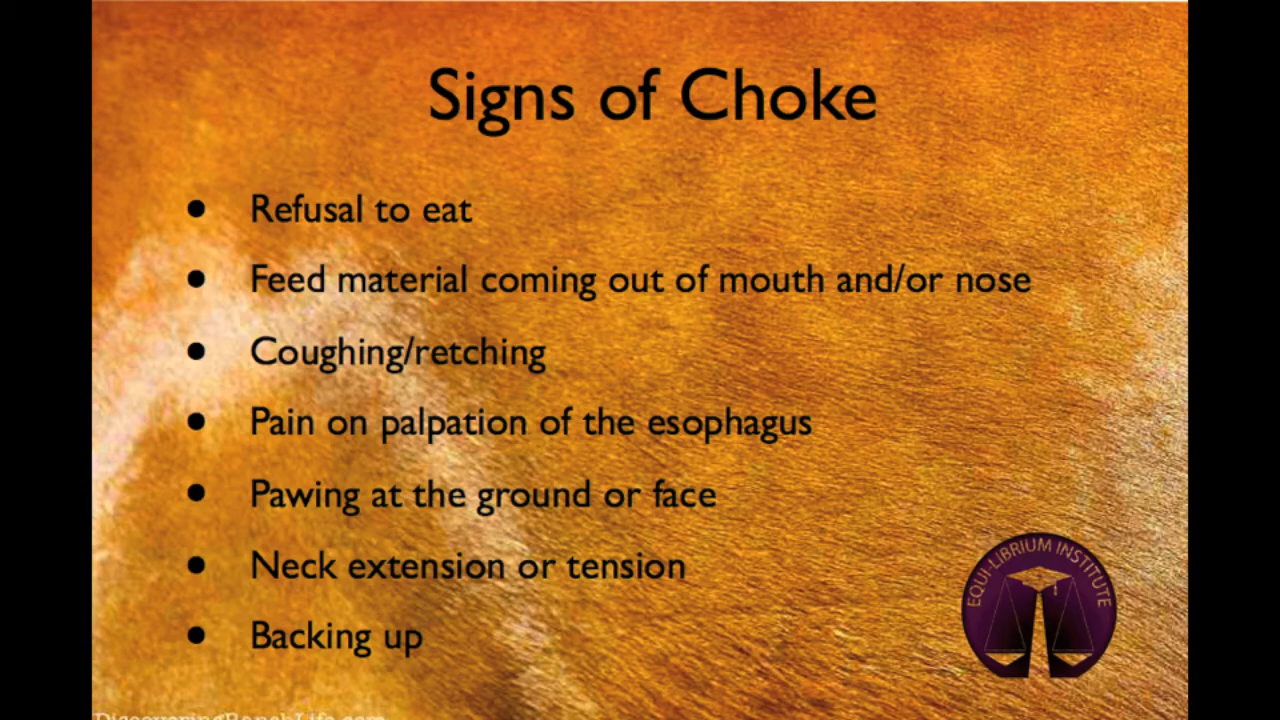 Signs of Choke
• Refusal to eat
• Feed material coming out of mouth and/or nose
• Coughing/retching
• Pain on palpation of the esophagus
• Pawing at the ground or face
• Neck extension or tension
• Backing up
EQUI-LIBRIUM INSTITUTE
DiscoveringRanchLife.com